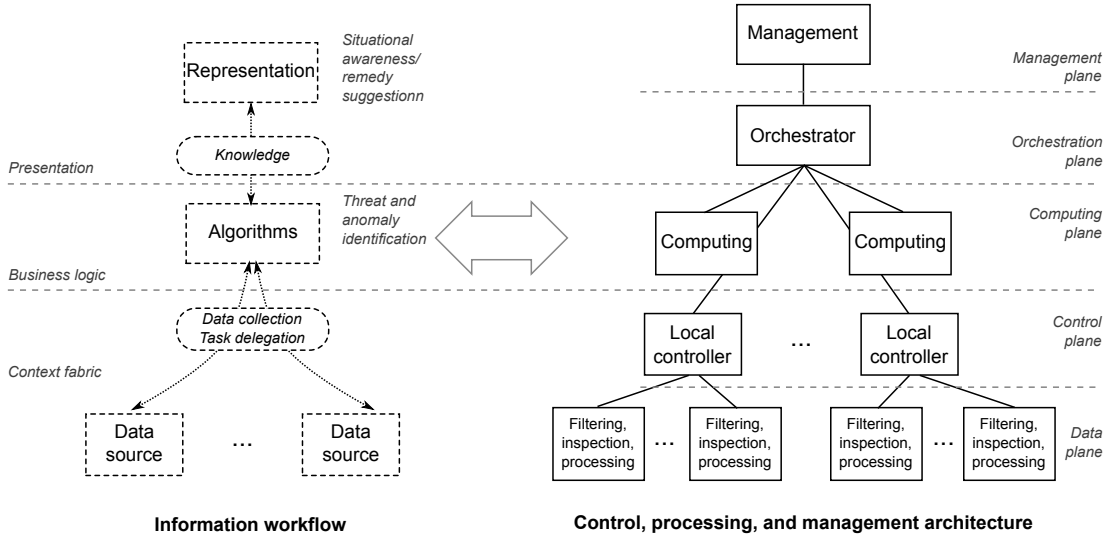 Representation
Situational
awareness/
remedy
suggestionn
Knowledge
Presentation
Algorithms
Threat and
anomaly
identification
Business logic
Data collection
Task delegation
Context fabric
Data
source
...
Data
source
Information workflow
Management
Management
plane
Orchestrator
Orchestration
plane
Computing
Computing
Computing
plane
Local
controller
...
Local
controller
Control
plane
Filtering,
inspection,
processing
...
Filtering,
inspection,
processing
Filtering,
inspection,
processing
...
Filtering,
inspection,
processing
Data
plane
Control, processing, and management architecture